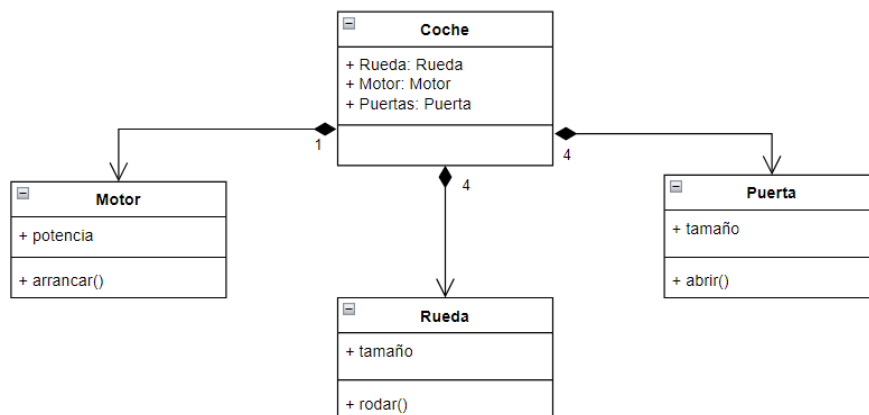 Coche
+ Rueda: Rueda
+ Motor: Motor
+ Puertas: Puerta
1
4
4
Motor
+ potencia
+ arrancar()
Rueda
+ tamaño
+ rodar()
Puerta
+ tamaño
+ abrir()